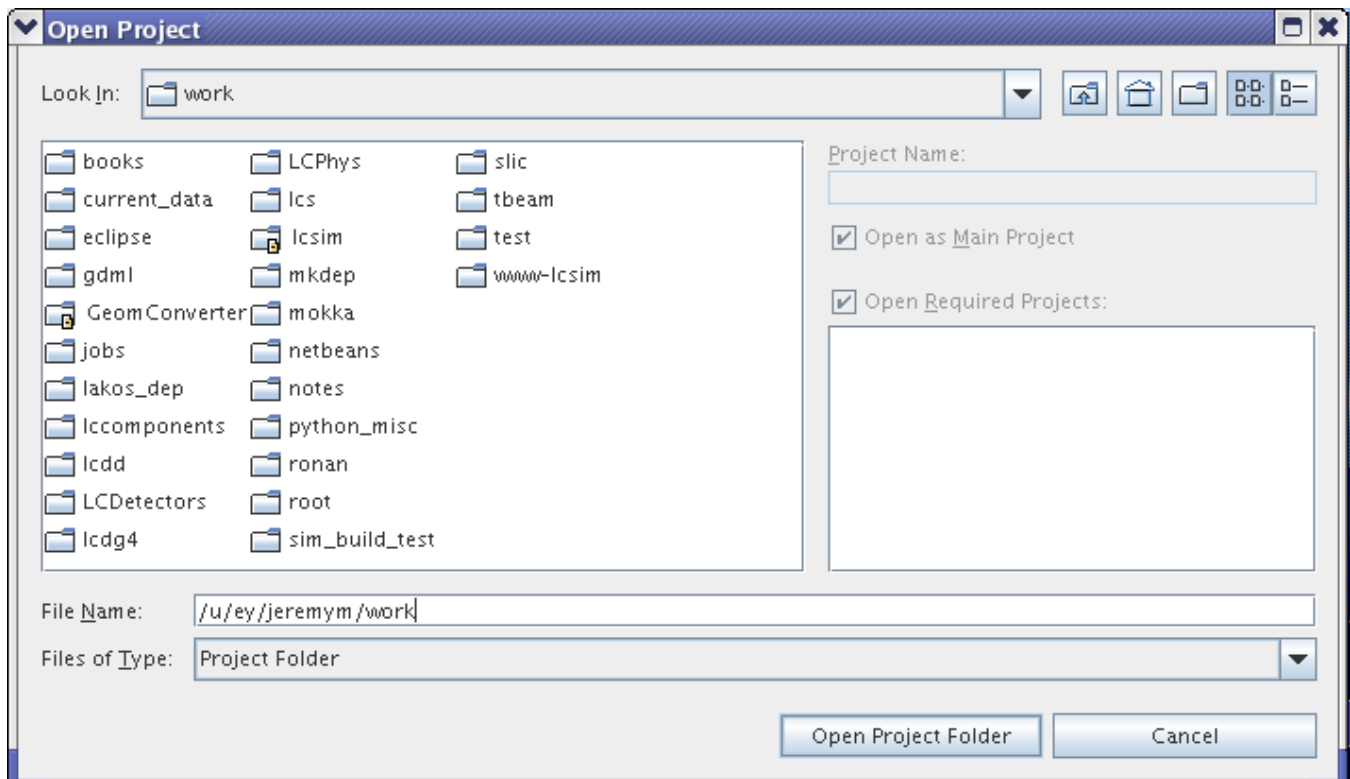 Open Project
Look In: work
books LCPhys slic
current_data lcs tbeam
eclipse lcsim test
gdml mkdep www-lcsim
GeomConverter mokka
jobs netbeans
lakos_dep notes
lccomponents python_misc
lcdd ronan
LCDetectors root
lcdg4 sim_build_test
Project Name:
Open as Main Project
Open Required Projects:
File Name: /u/ey/jeremym/work
Files of Type: Project Folder
Open Project Folder Cancel